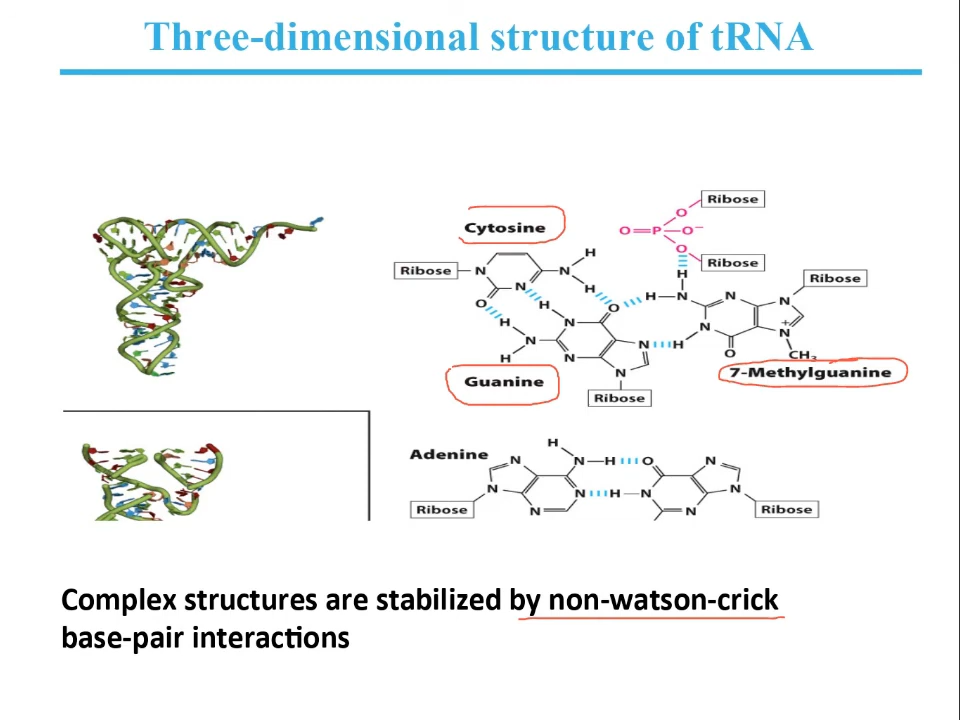 Three-dimensional structure of tRNA
Ribose
Cytosine
O
O=P—O−
O
Ribose
H
Ribose
N
N
H
H
H
N
H
N
N
Ribose
O
H
O
H
N
N
N
H
N
N
H
N
H
N
O
N
+
CH3
N
Guanine
Ribose
7-Methylguanine
Adenine
H
N
N—H
O
N
N
N
H
N
N
N
N
Ribose
Ribose
Complex structures are stabilized by non-watson-crick
base-pair interactions